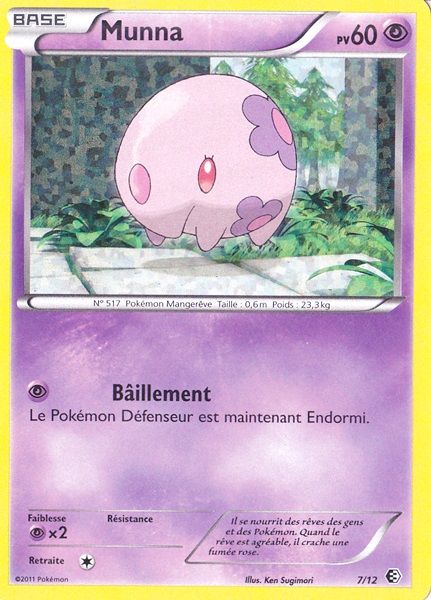 BASE
Munna
PV60
N° 517 Pokémon Mangerêve Taille : 0,6m Poids : 23,3kg
Bâillement
Le Pokémon Défenseur est maintenant Endormi.
Faiblesse
Résistance
×2
Retraite
Il se nourrit des rêves des gens
et des Pokémon. Quand le
rêve est agréable, il crache une
fumée rose.
©2011 Pokémon
Illus. Ken Sugimori
7/12